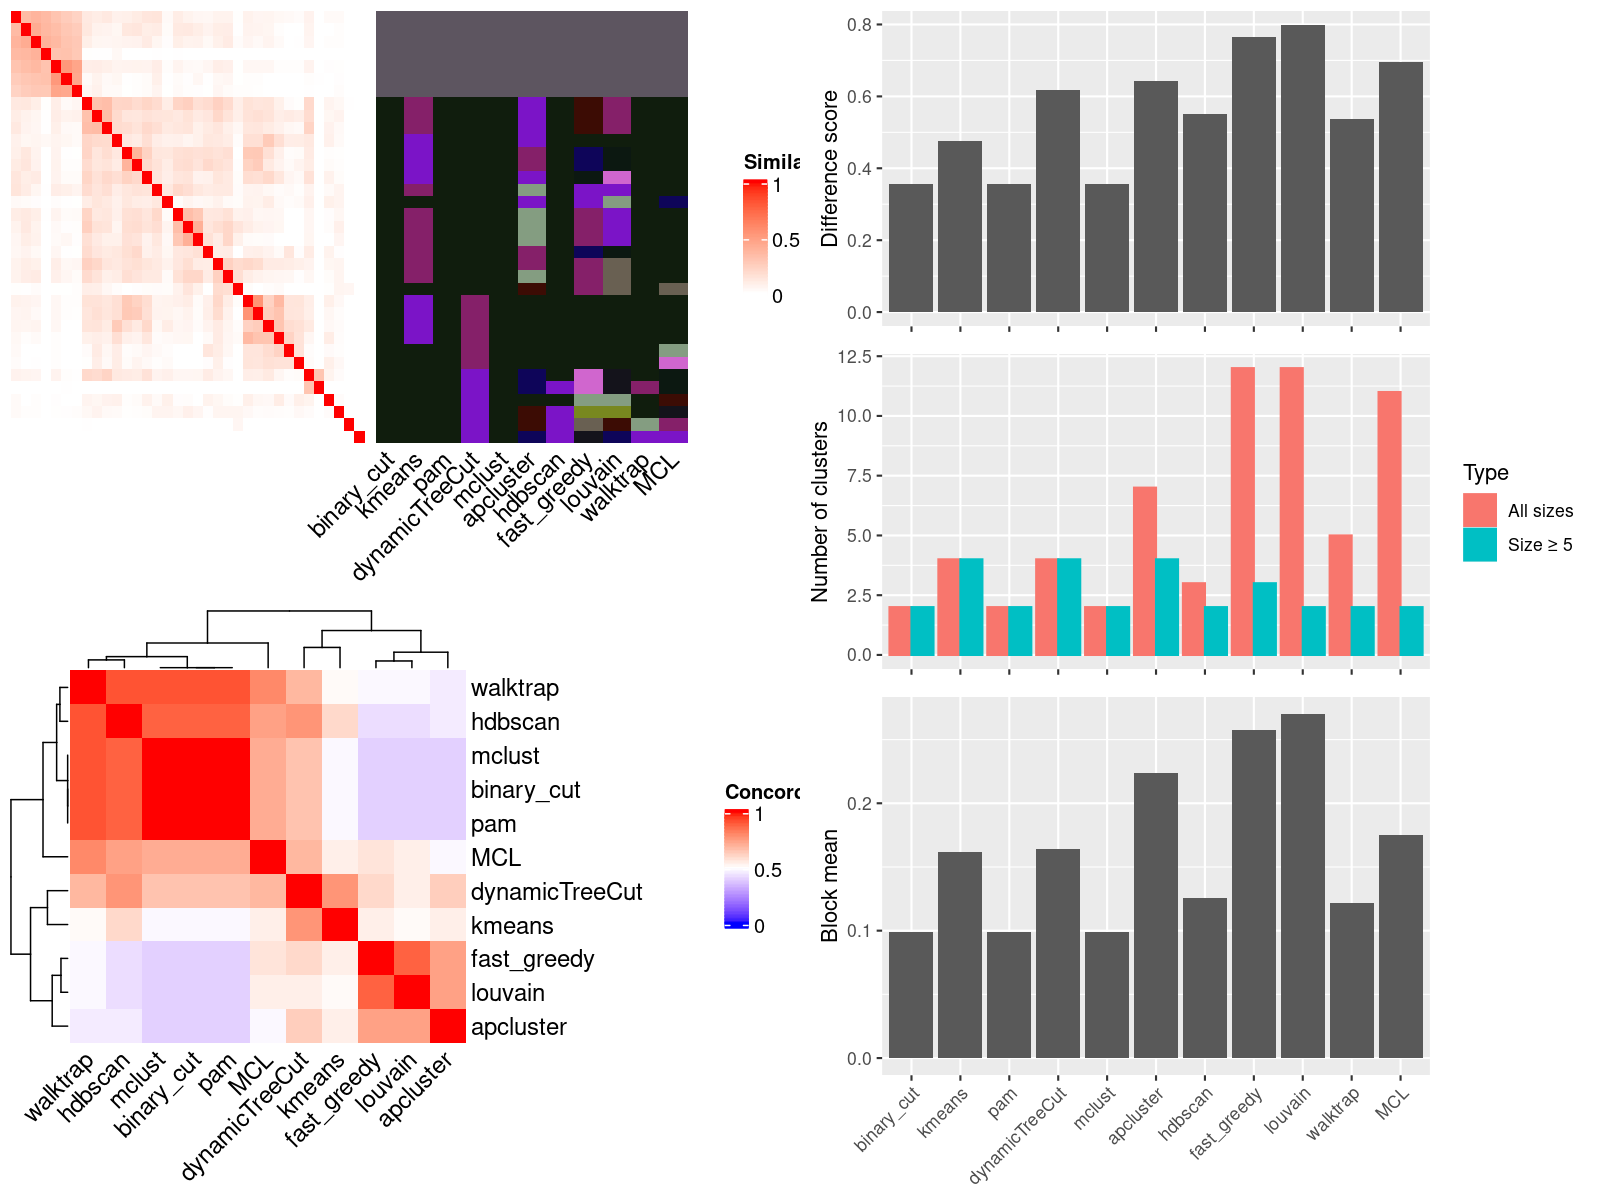 Simila
1
0.5
0
binary_cut
kmeans
pam
dynamicTreeCut
mclust
apcluster
hdbscan
fast_greedy
louvain
walktrap
MCL
Difference score
0.8
0.6
0.4
0.2
0.0
Number of clusters
12.5
10.0
7.5
5.0
2.5
0.0
Type
All sizes
Size ≥ 5
walktrap
hdbscan
mclust
binary_cut
pam
MCL
dynamicTreeCut
kmeans
fast_greedy
louvain
apcluster
walktrap
hdbscan
mclust
binary_cut
pam
MCL
dynamicTreeCut
kmeans
fast_greedy
louvain
apcluster
Concord
1
0.5
0
Block mean
0.2
0.1
0.0
binary_cut
kmeans
pam
dynamicTreeCut
mclust
apcluster
hdbscan
fast_greedy
louvain
walktrap
MCL